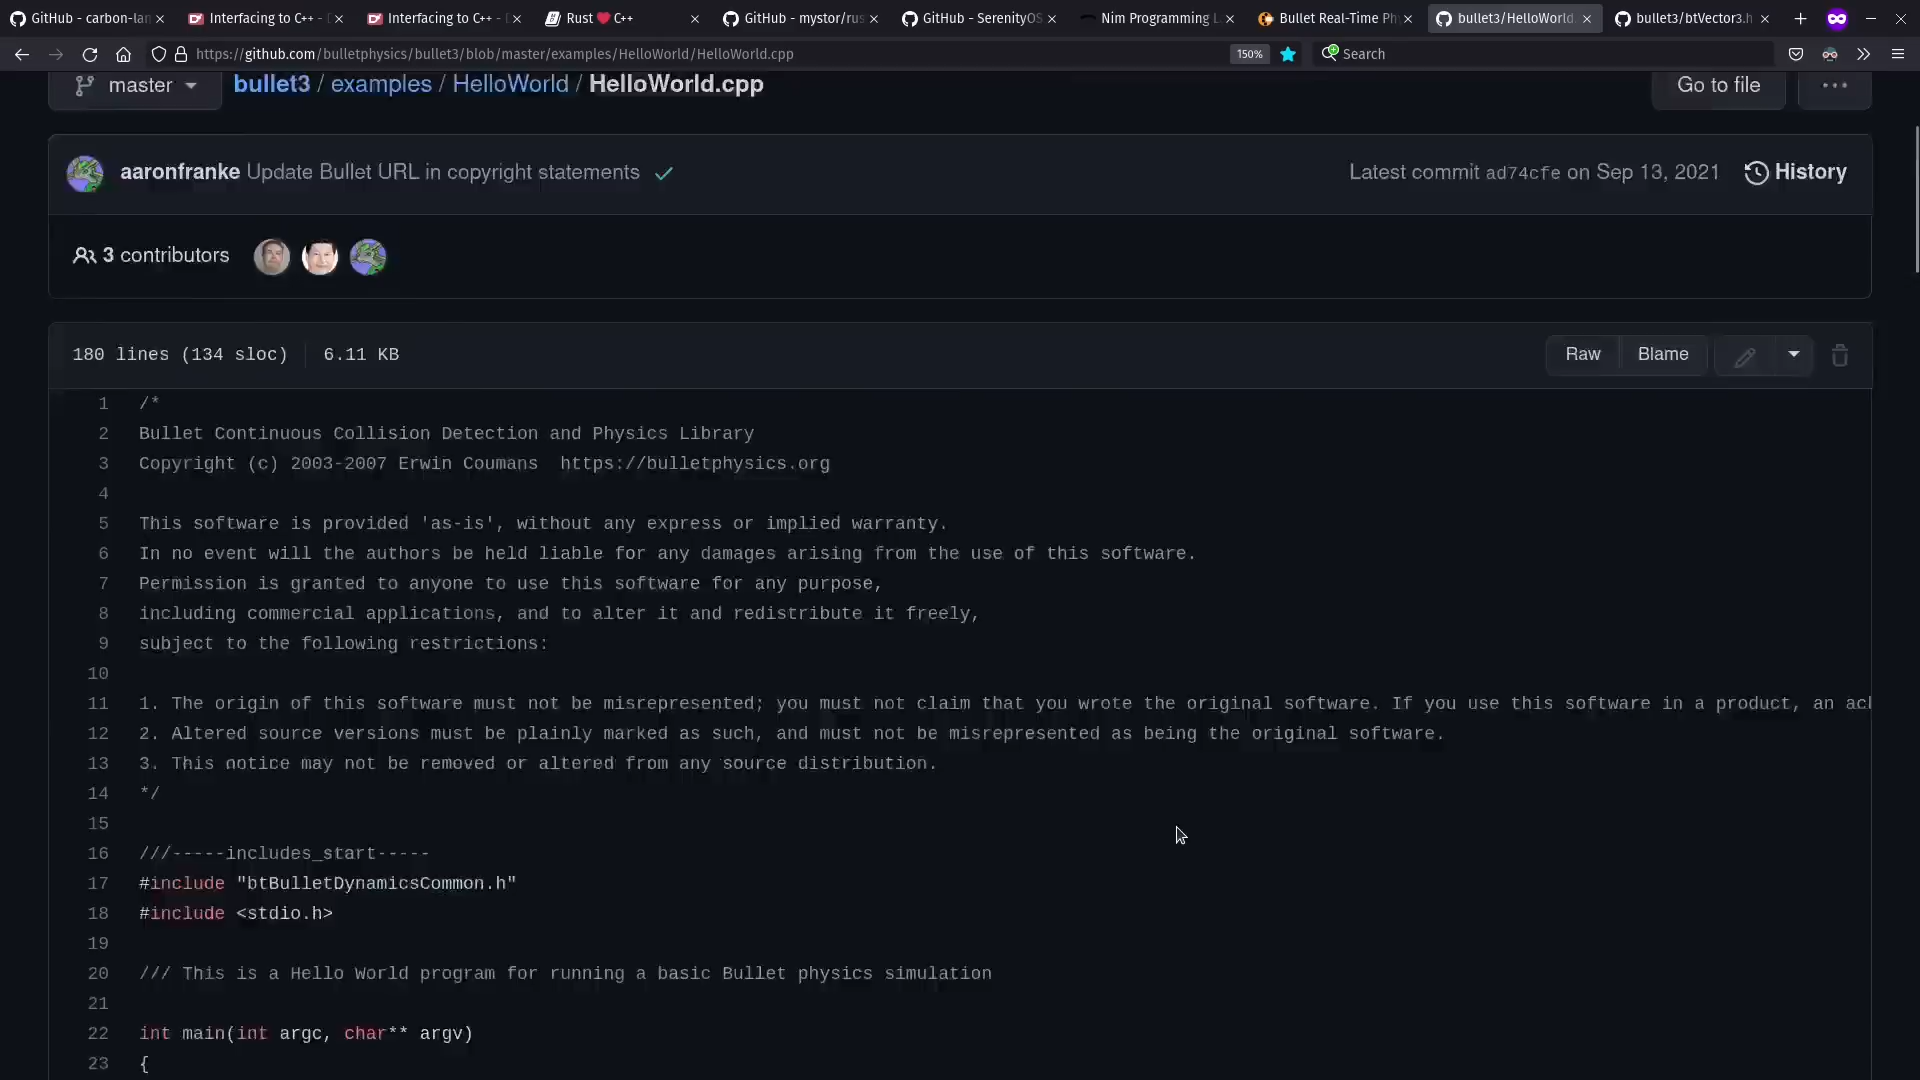 GitHub - carbon-lan
Interfacing to C++ - D
Interfacing to C++ - D
Rust ❤️ C++
GitHub - mystor/rus
GitHub - SerenityOS
Nim Programming L
Bullet Real-Time Ph
bullet3/HelloWorld.
bullet3/btVector3.h
https://github.com/bulletphysics/bullet3/blob/master/examples/HelloWorld/HelloWorld.cpp
150%
Search
master
bullet3 / examples / HelloWorld / HelloWorld.cpp
Go to file
aaronfranke Update Bullet URL in copyright statements
Latest commit ad74cfe on Sep 13, 2021
History
3 contributors
180 lines (134 sloc)
6.11 KB
Raw
Blame
1 /*
2 Bullet Continuous Collision Detection and Physics Library
3 Copyright (c) 2003-2007 Erwin Coumans  https://bulletphysics.org
4
5 This software is provided 'as-is', without any express or implied warranty.
6 In no event will the authors be held liable for any damages arising from the use of this software.
7 Permission is granted to anyone to use this software for any purpose,
8 including commercial applications, and to alter it and redistribute it freely,
9 subject to the following restrictions:
10
11 1. The origin of this software must not be misrepresented; you must not claim that you wrote the original software. If you use this software in a product, an ack
12 2. Altered source versions must be plainly marked as such, and must not be misrepresented as being the original software.
13 3. This notice may not be removed or altered from any source distribution.
14 */
15
16 ///-----includes_start-----
17 #include "btBulletDynamicsCommon.h"
18 #include <stdio.h>
19
20 /// This is a Hello World program for running a basic Bullet physics simulation
21
22 int main(int argc, char** argv)
23 {